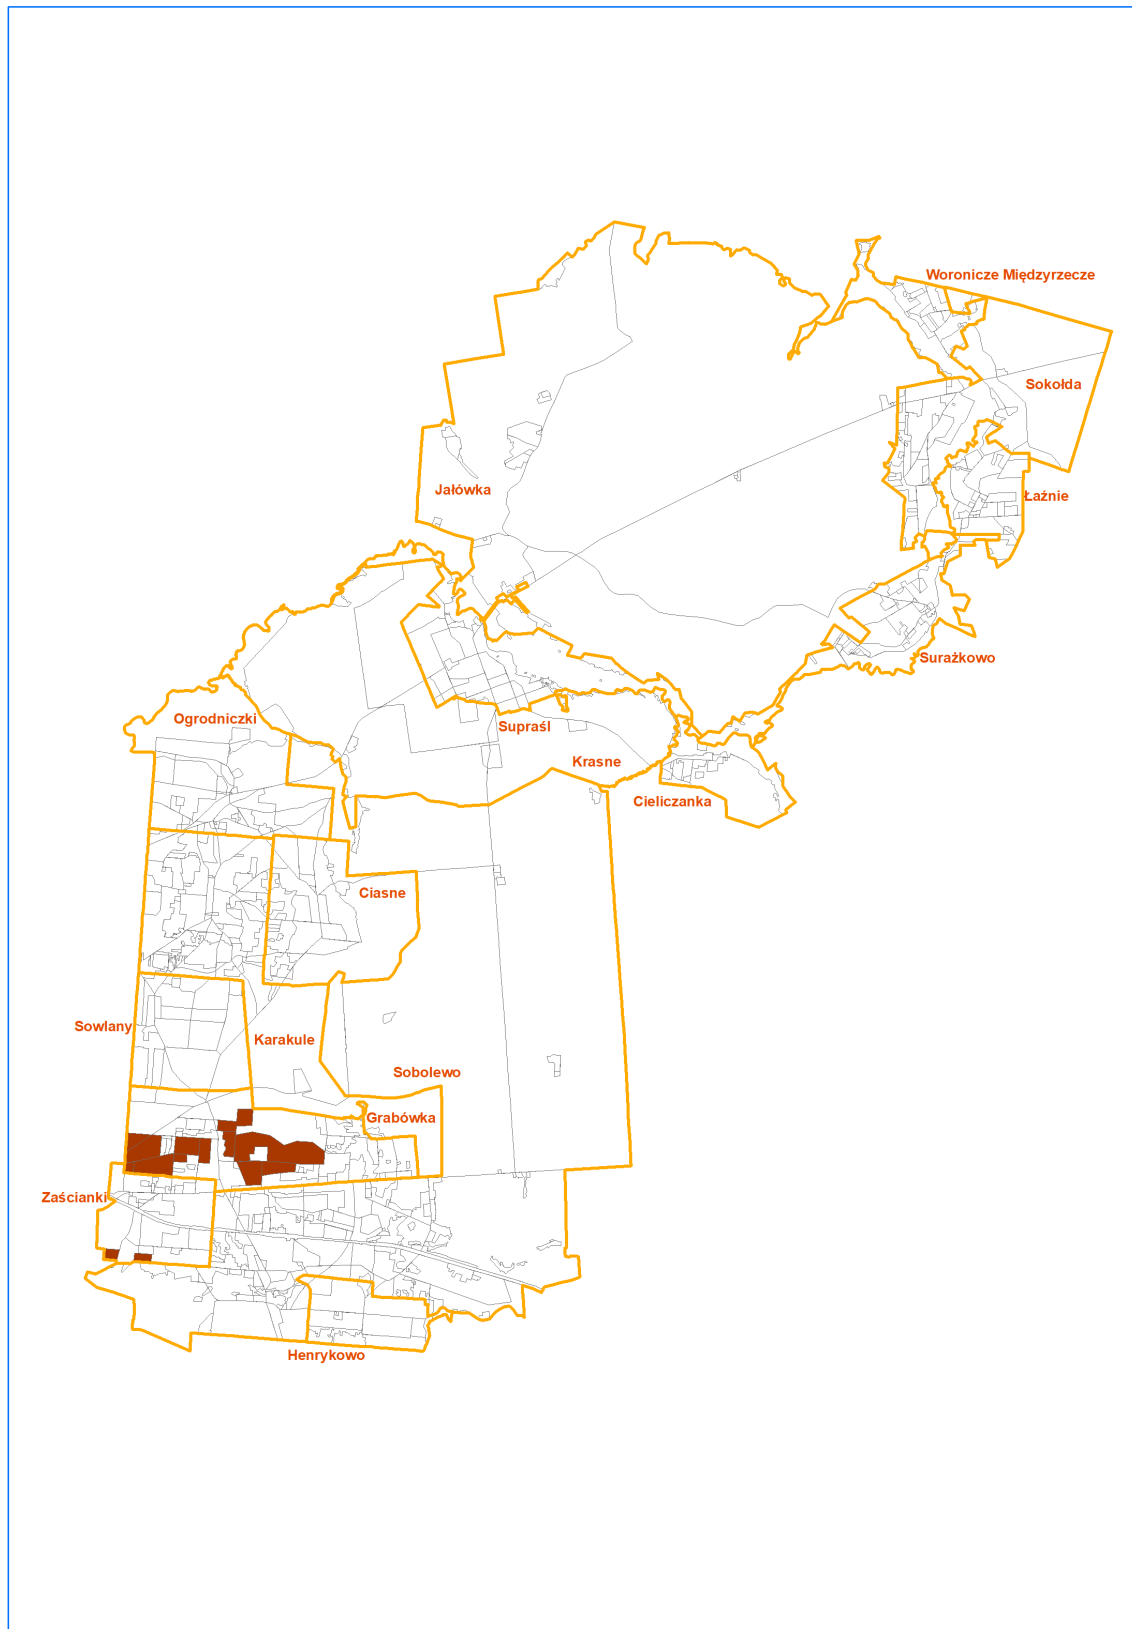 Woronicze Międzyrzecze
Sokołda
Jałówka
Łaźnie
Surażkowo
Ogrodniczki
Supraśl
Krasne
Cieliczanka
Ciasne
Sowlany
Karakule
Sobolewo
Grabówka
Zaścianki
Henrykowo